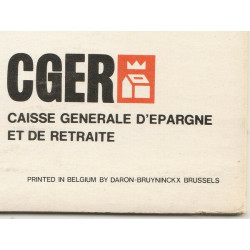 CGER
CAISSE GENERALE D'EPARGNE
ET DE RETRAITE
PRINTED IN BELGIUM BY DARON-BRUYNINCKX BRUSSELS